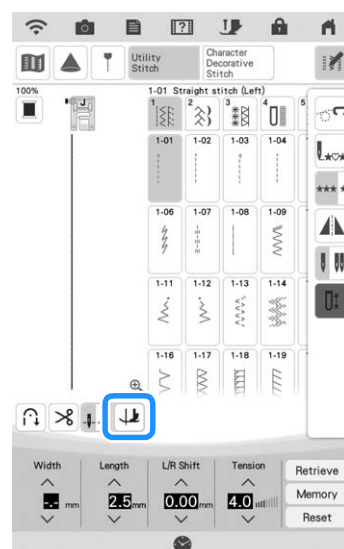 Utility
Stitch
Character
Decorative
Stitch
100%
1-01 Straight stitch (Left)
J
1
2
3
4
5
1-01
1-02
1-03
1-04
1-06
1-07
1-08
1-09
1-11
1-12
1-13
1-14
1-16
1-17
1-18
1-19
Width
Length
L/R Shift
Tension
-.- mm
2.5 mm
0.00 mm
4.0
Retrieve
Memory
Reset